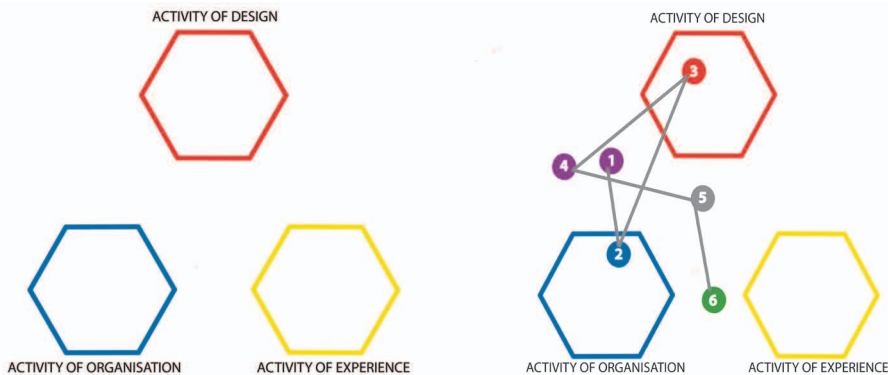 ACTIVITY OF DESIGN
ACTIVITY OF ORGANISATION
ACTIVITY OF EXPERIENCE
ACTIVITY OF DESIGN
3
4
1
5
2
6
ACTIVITY OF ORGANISATION
ACTIVITY OF EXPERIENCE